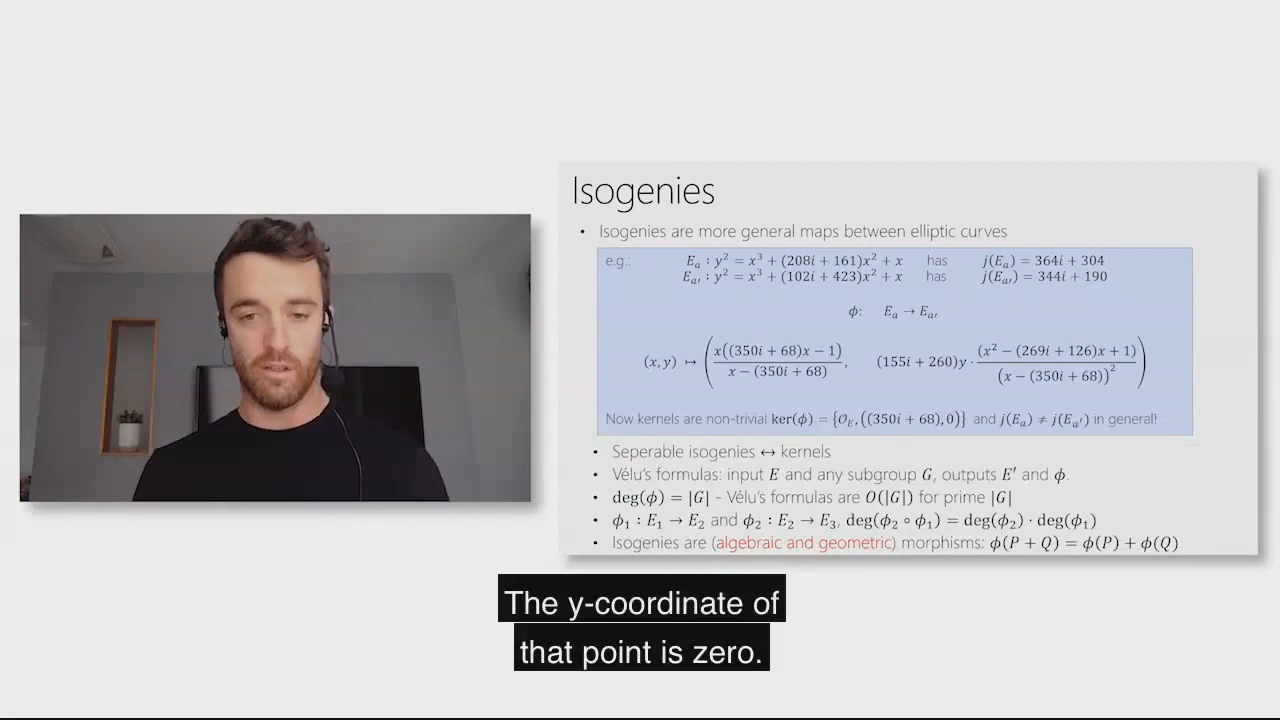 Isogenies
• Isogenies are more general maps between elliptic curves
e.g.: E_a : y² = x³ + (208i + 161)x² + x has j(E_a) = 364i + 304
E_a′ : y² = x³ + (102i + 423)x² + x has j(E_a′) = 344i + 190
ϕ: E_a → E_a′
(x, y) ↦ ( x((350i + 68)x − 1) / (x − (350i + 68)), (155i + 260)y · (x² − (269i + 126)x + 1) / (x − (350i + 68))² )
Now kernels are non-trivial ker(ϕ) = {𝒪_E, ((350i + 68), 0)} and j(E_a) ≠ j(E_a′) in general!
• Seperable isogenies ↔ kernels
• Vélu's formulas: input E and any subgroup G, outputs E′ and ϕ.
• deg(ϕ) = |G| - Vélu's formulas are O(|G|) for prime |G|
• ϕ₁ : E₁ → E₂ and ϕ₂ : E₂ → E₃, deg(ϕ₂ ∘ ϕ₁) = deg(ϕ₂) · deg(ϕ₁)
• Isogenies are (algebraic and geometric) morphisms: ϕ(P + Q) = ϕ(P) + ϕ(Q)
The y-coordinate of
that point is zero.